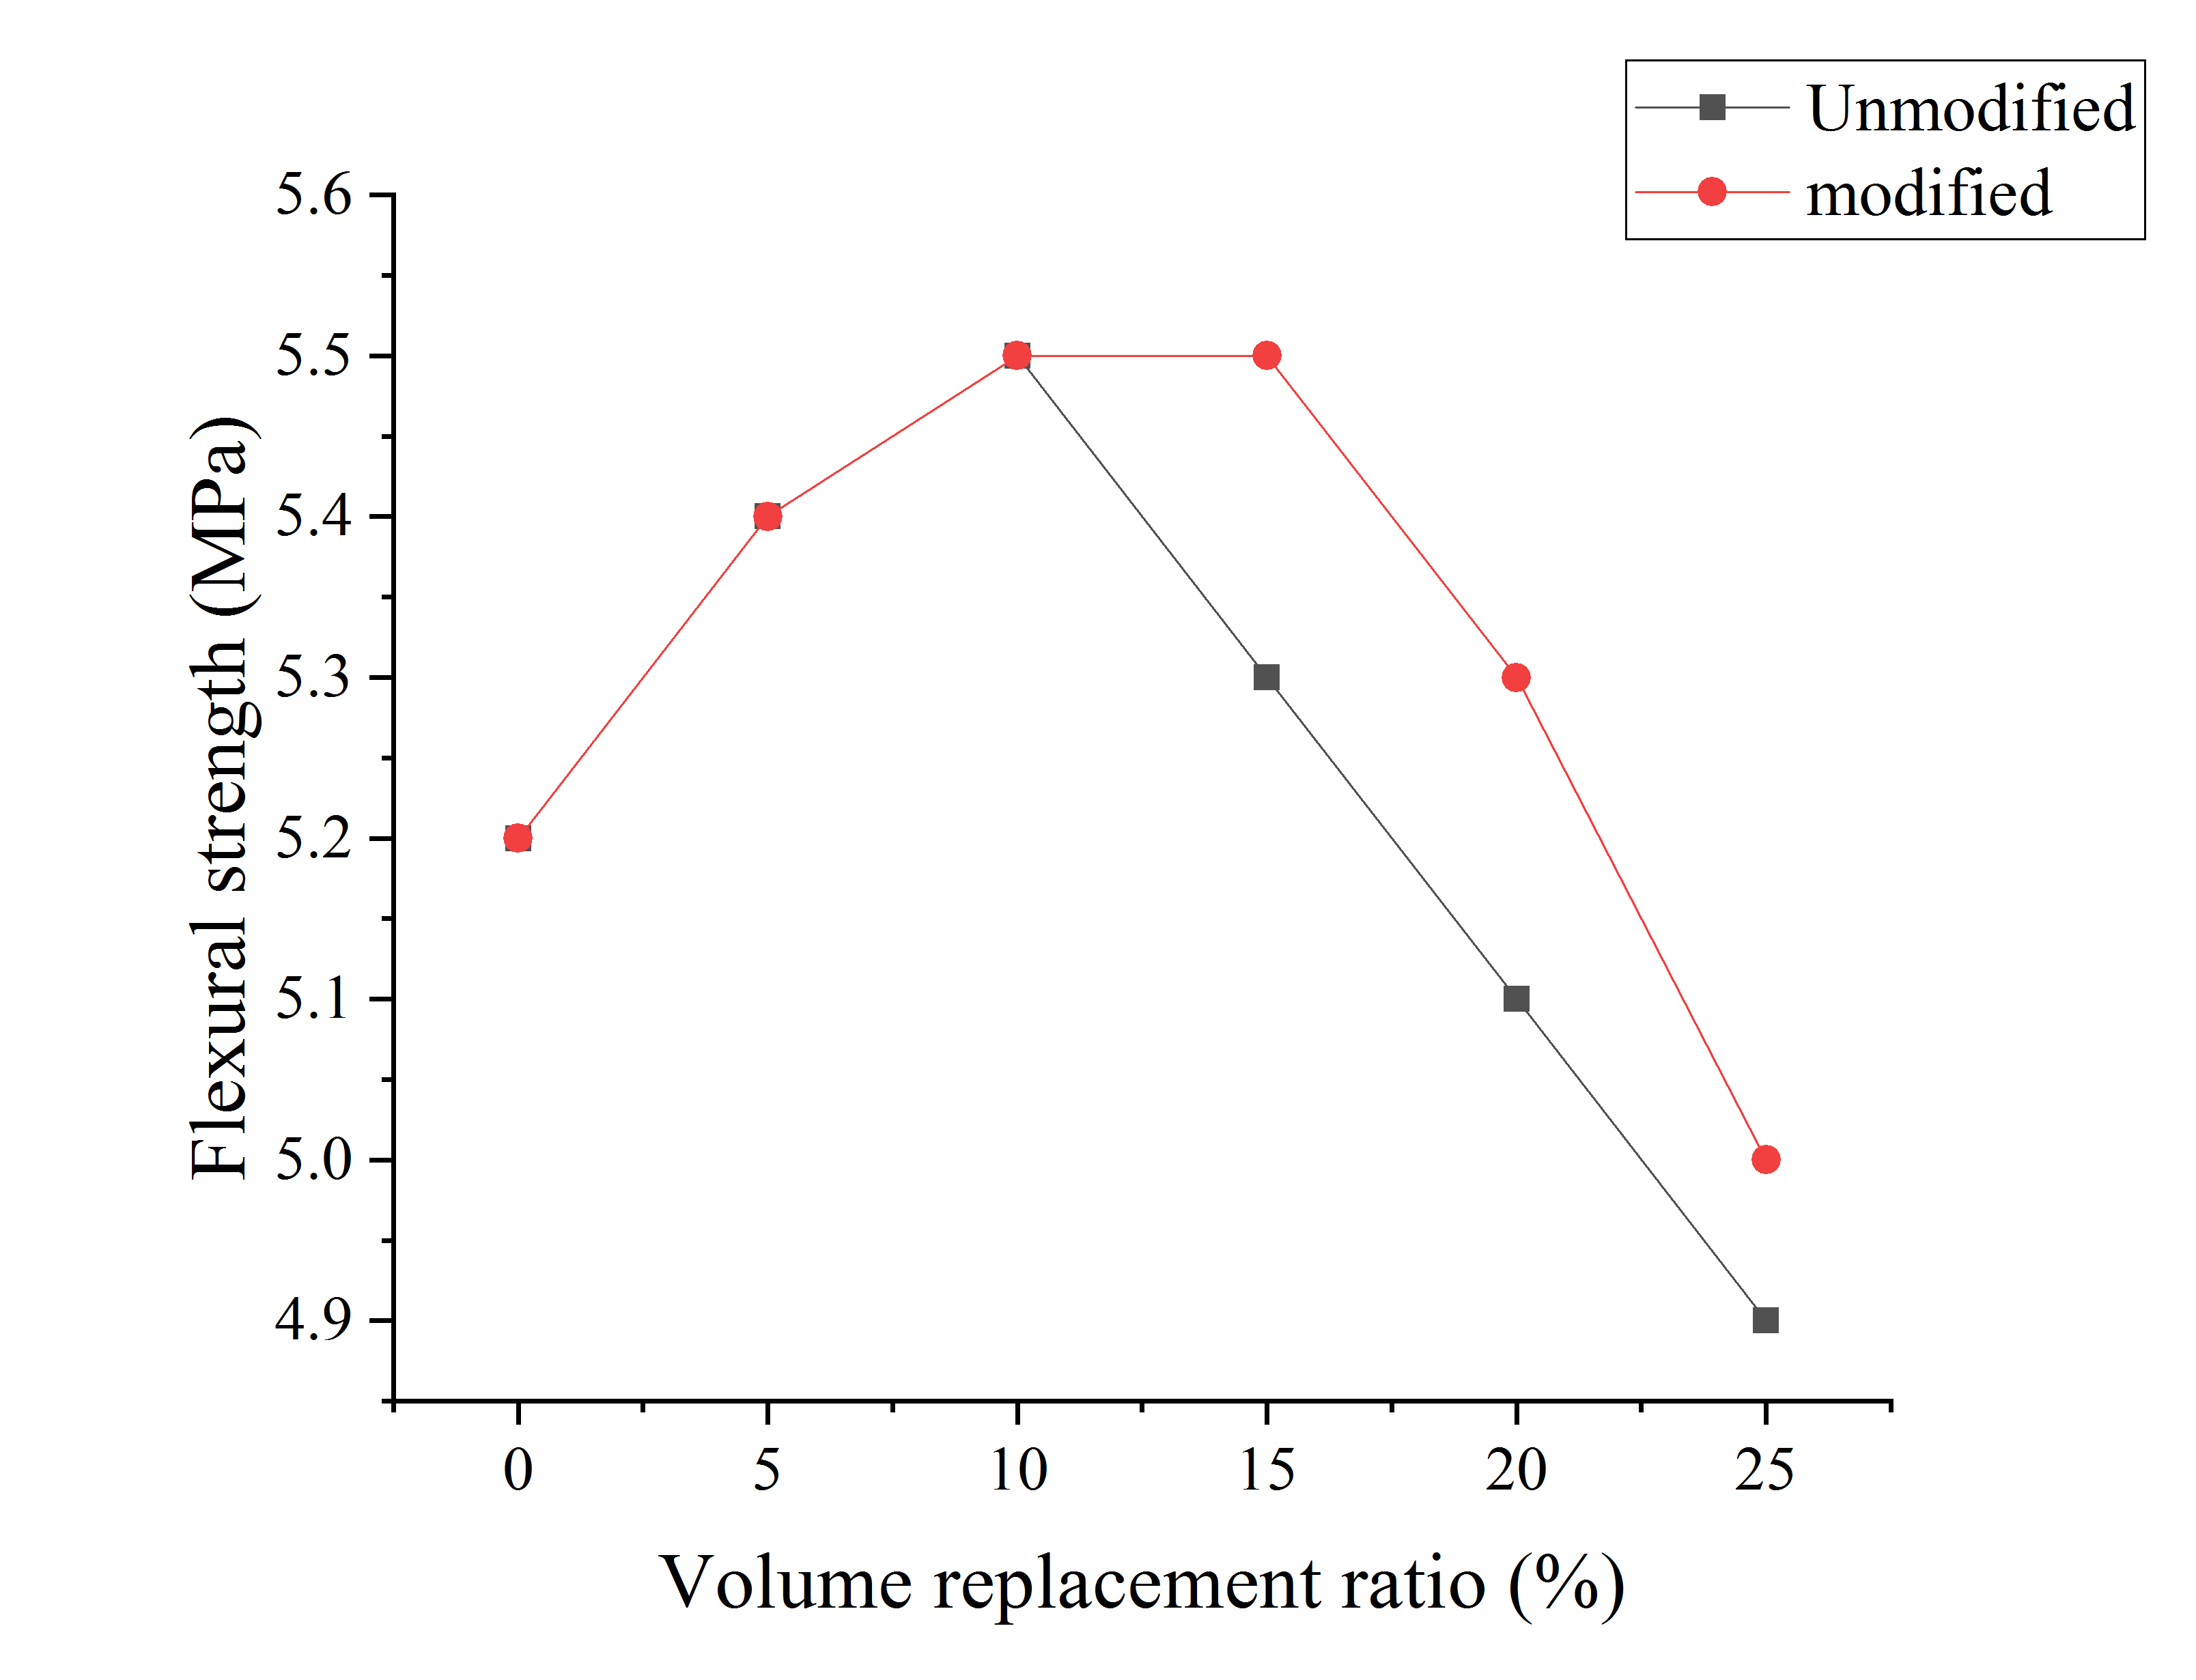 Unmodified
modified
5.6
5.5
5.4
5.3
5.2
5.1
5.0
4.9
Flexural strength (MPa)
0 5 10 15 20 25
Volume replacement ratio (%)